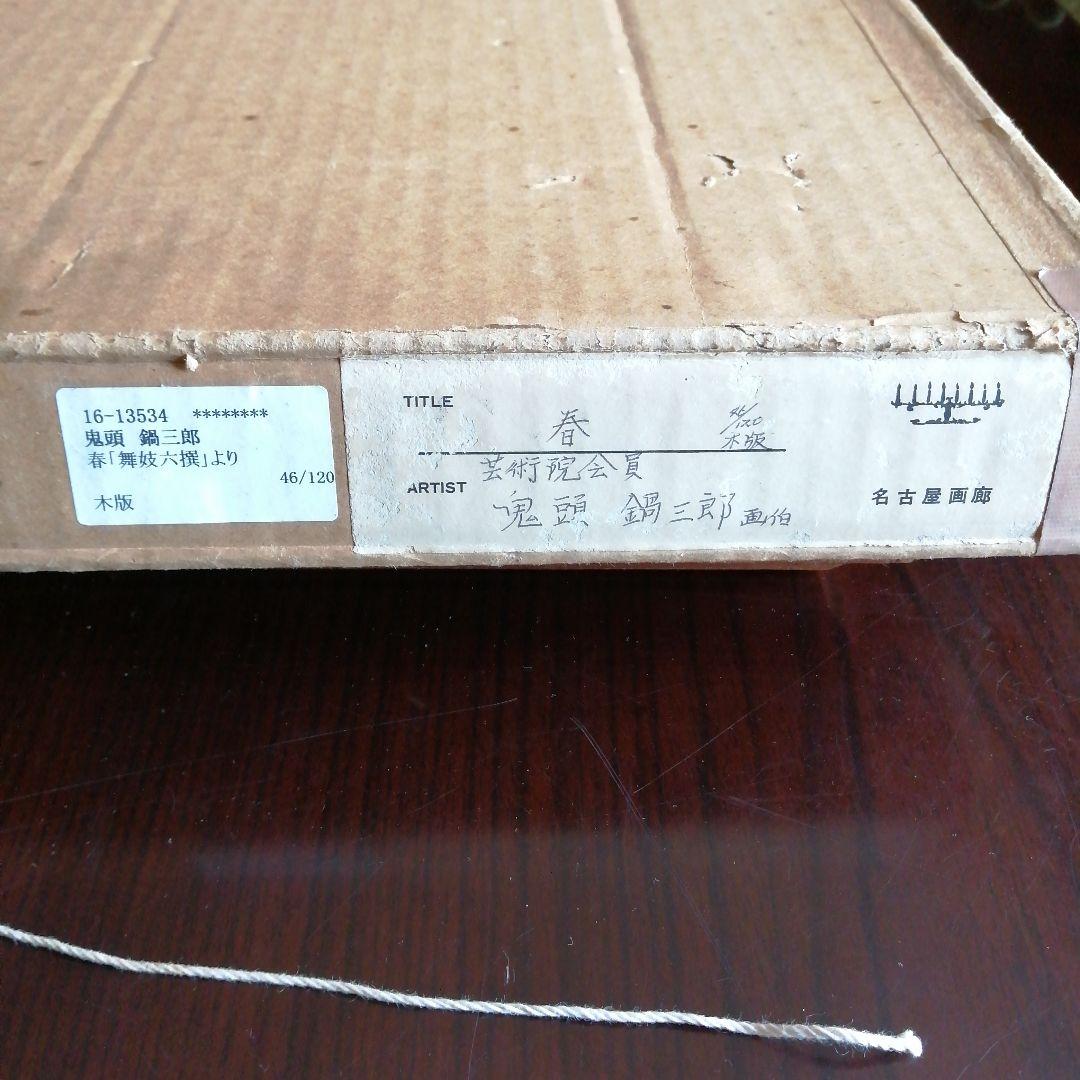 16-13534 ********
鬼頭 鍋三郎
春「舞妓六撰」より
46/120
木版
TITLE
春
46/120
木版
芸術院会員
ARTIST
鬼頭 鍋三郎 画伯
名古屋画廊